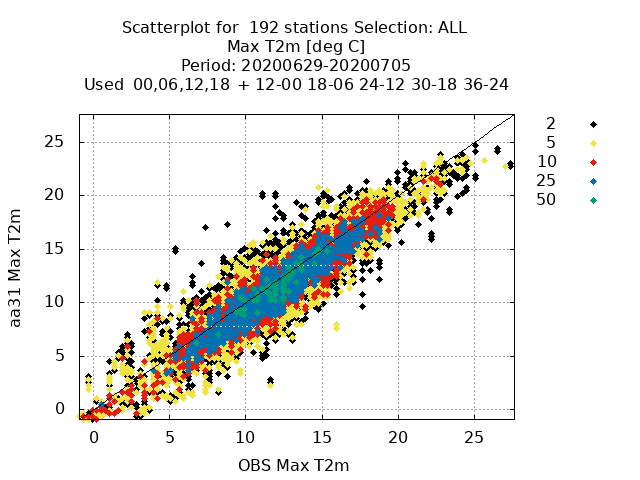 Scatterplot for  192 stations Selection: ALL
Max T2m [deg C]
Period: 20200629-20200705
Used  00,06,12,18  + 12-00 18-06 24-12 30-18 36-24
2
5
10
25
50
25
20
15
10
5
0
aa31 Max T2m
0 5 10 15 20 25
OBS Max T2m